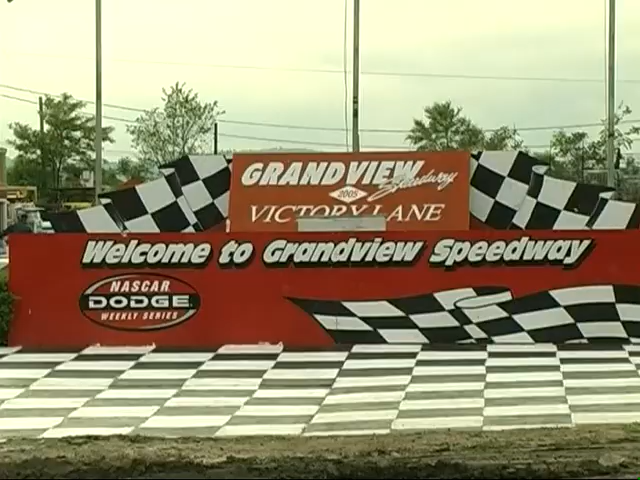 GRANDVIEW
2005 Speedway
VICTORY LANE
Welcome to Grandview Speedway
NASCAR
DODGE
WEEKLY SERIES